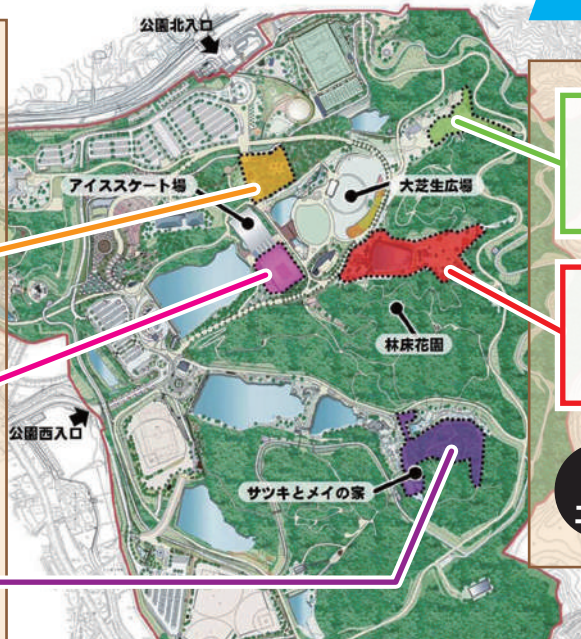 公園北入口
アイススケート場
大芝生広場
林床花園
公園西入口
サツキとメイの家